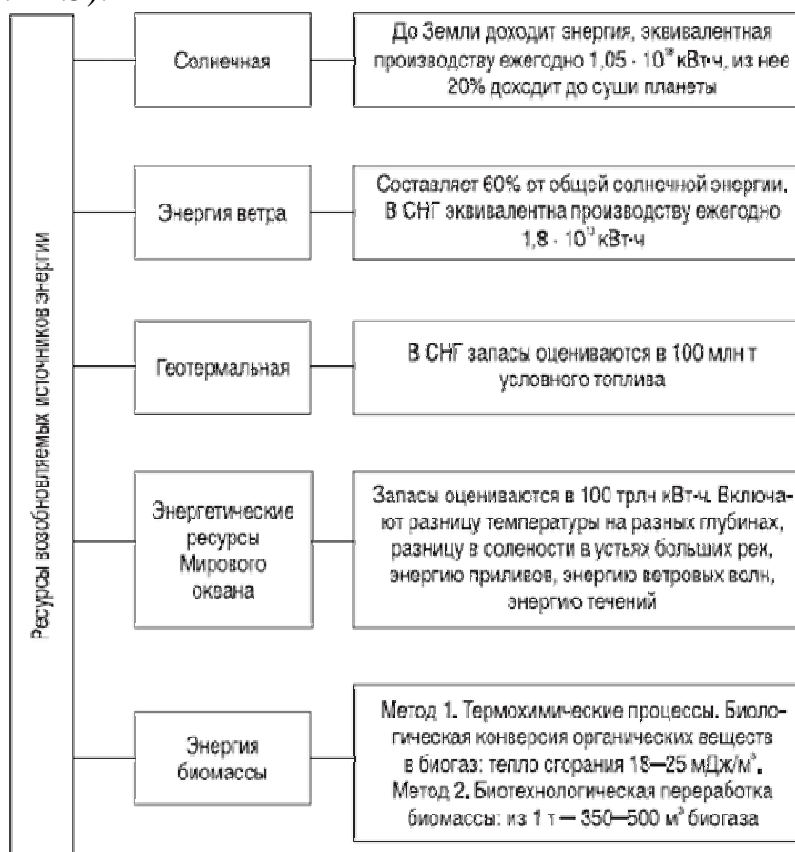 Ресурсы возобновляемых источников энергии
Солнечная
До Земли доходит энергия, эквивалентная
производству ежегодно 1,05 · 10¹⁸ кВт·ч, из нее
20% доходит до суши планеты
Энергия ветра
Составляет 60% от общей солнечной энергии.
В СНГ эквивалентна производству ежегодно
1,8 · кВт·ч
Геотермальная
В СНГ запасы оцениваются в 100 млн т
условного топлива
Энергетические
ресурсы
Мирового
океана
Запасы оцениваются в 100 трлн кВт·ч. Включа-
ют разницу температуры на разных глубинах,
разницу в солености в устьях больших рек,
энергию приливов, энергию ветровых волн,
энергию течений
Энергия
биомассы
Метод 1. Термохимические процессы. Биоло-
гическая конверсия органических веществ
в биогаз: тепло сгорания 18—25 мДж/м³.
Метод 2. Биотехнологическая переработка
биомассы: из 1 т — 350—500 м³ биогаза